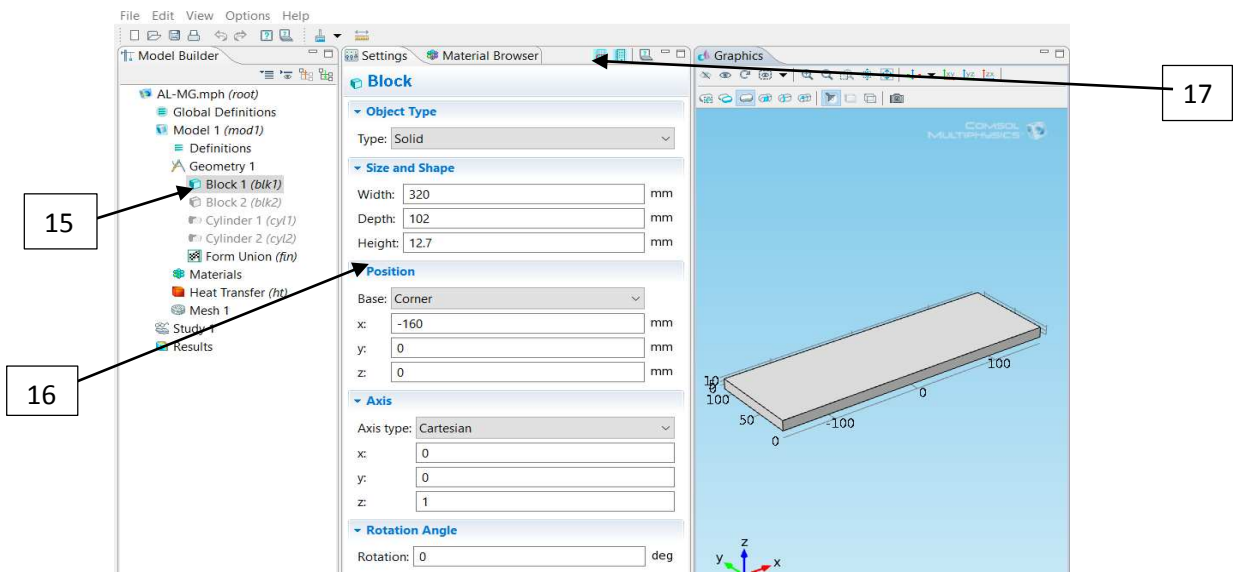 File Edit View Options Help
Model Builder
Settings
Material Browser
Graphics
17
AL-MG.mph (root)
Global Definitions
Model 1 (mod1)
Definitions
Geometry 1
Block 1 (blk1)
Block 2 (blk2)
Cylinder 1 (cyl1)
Cylinder 2 (cyl2)
Form Union (fin)
Materials
Heat Transfer (ht)
Mesh 1
Study 1
Results
15
16
Block
Object Type
Type: Solid
Size and Shape
Width: 320 mm
Depth: 102 mm
Height: 12.7 mm
Position
Base: Corner
x: -160 mm
y: 0 mm
z: 0 mm
Axis
Axis type: Cartesian
x: 0
y: 0
z: 1
Rotation Angle
Rotation: 0 deg
COMSOL
MULTIPHYSICS
100
0
-100
100
50
0
z
y
x